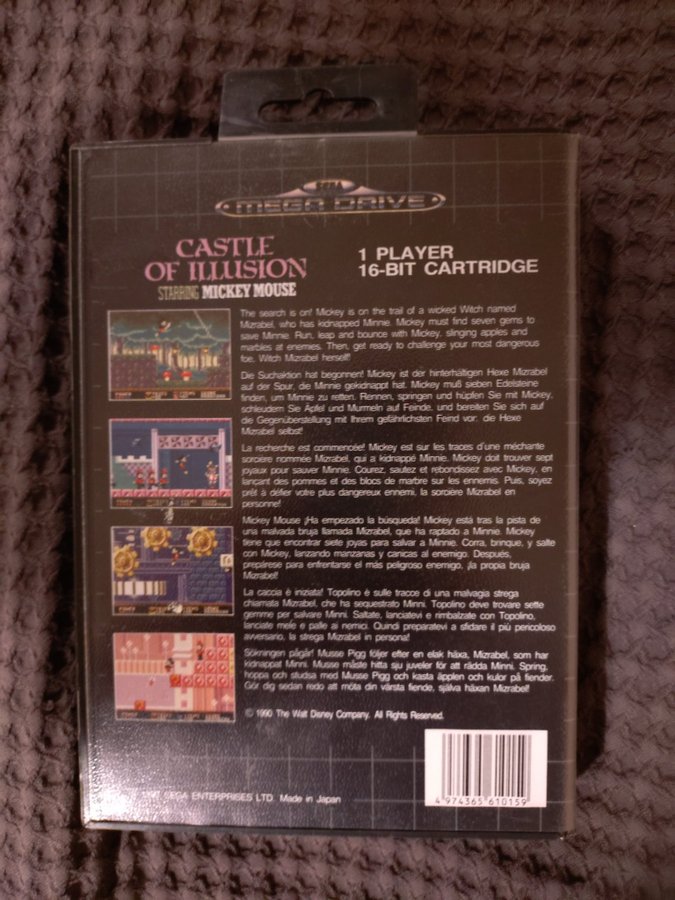 SEGA
MEGA DRIVE
CASTLE
OF ILLUSION
STARRING MICKEY MOUSE
1 PLAYER
16-BIT CARTRIDGE
The search is on! Mickey is on the trail of a wicked Witch named
Mizrabel, who has kidnapped Minnie. Mickey must find seven gems to
save Minnie. Run, leap and bounce with Mickey, slinging apples and
marbles at enemies. Then, get ready to challenge your most dangerous
foe, Witch Mizrabel herself!
Die Suchaktion hat begonnen! Mickey ist der hinterhältigen Hexe Mizrabel
auf der Spur, die Minnie gekidnappt hat. Mickey muß sieben Edelsteine
finden, um Minnie zu retten. Rennen, springen und hüpfen Sie mit Mickey,
schleudern Sie Äpfel und Murmeln auf Feinde, und bereiten Sie sich auf
die Gegenüberstellung mit Ihrem gefährlichsten Feind vor: die Hexe
Mizrabel selbst!
La recherche est commencée! Mickey est sur les traces d'une méchante
sorcière nommée Mizrabel, qui a kidnappé Minnie. Mickey doit trouver sept
joyaux pour sauver Minnie. Courez, sautez et rebondissez avec Mickey, en
lançant des pommes et des blocs de marbre sur les ennemis. Puis, soyez
prêt à défier votre plus dangereux ennemi, la sorcière Mizrabel en
personne!
Mickey Mouse ¡Ha empezado la búsqueda! Mickey está tras la pista de
una malvada bruja llamada Mizrabel, que ha raptado a Minnie. Mickey
tiene que encontrar siete joyas para salvar a Minnie. Corra, brinque, y salte
con Mickey, lanzando manzanas y canicas al enemigo. Después,
prepárese para enfrentarse el más peligroso enemigo, ¡la propia bruja
Mizrabel!
La caccia è iniziata! Topolino è sulle tracce di una malvagia strega
chiamata Mizrabel, che ha sequestrato Minni. Topolino deve trovare sette
gemme per salvare Minni. Saltate, lanciatevi e rimbalzate con Topolino,
lanciate mele e palle ai nemici. Quindi preparatevi a sfidare il più pericoloso
avversario, la strega Mizrabel in persona!
Sökningen pågår! Musse Pigg följer efter en elak häxa, Mizrabel, som har
kidnappat Minni. Musse måste hitta sju juveler för att rädda Minni. Spring,
hoppa och studsa med Musse Pigg och kasta äpplen och kulor på fiender.
Gör dig sedan redo att möta din värsta fiende, själva häxan Mizrabel!
© 1990 The Walt Disney Company. All Rights Reserved.
SEGA ENTERPRISES LTD. Made in Japan
4 974365 610159